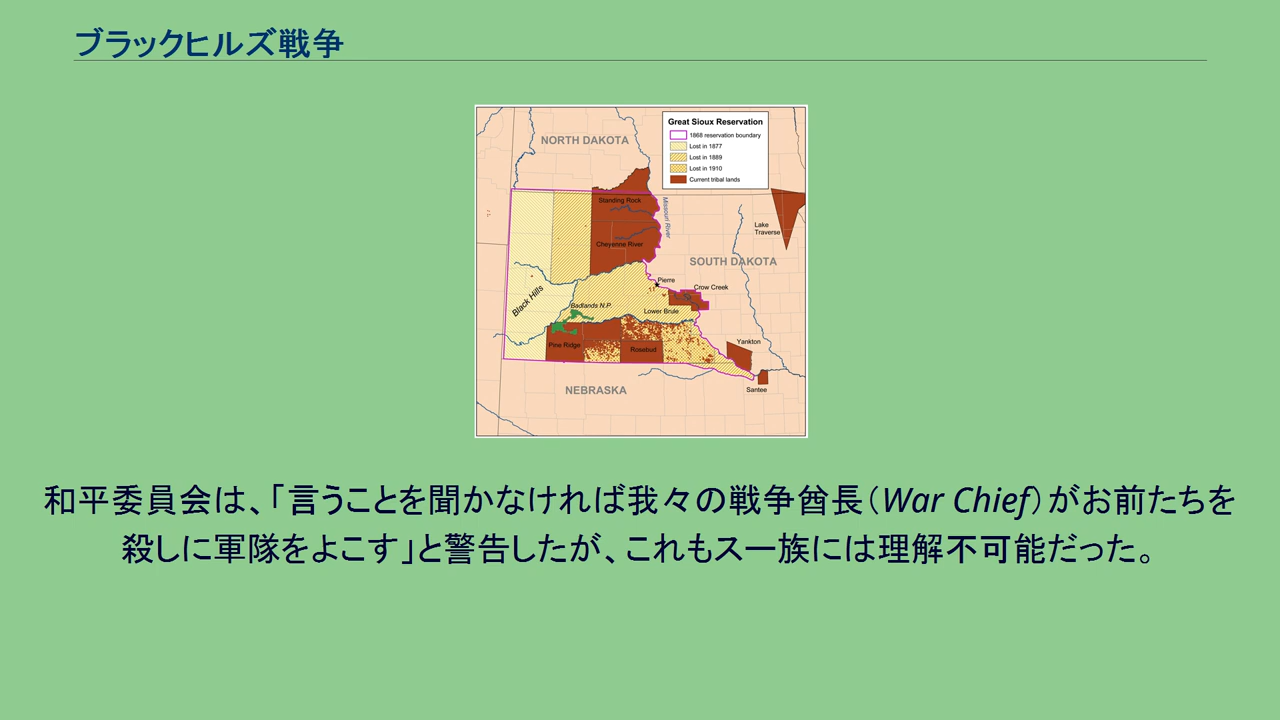 ブラックヒルズ戦争
Great Sioux Reservation
1868 reservation boundary
Lost in 1877
Lost in 1889
Lost in 1910
Current tribal lands
NORTH DAKOTA
Standing Rock
Missouri River
Cheyenne River
Lake
Traverse
SOUTH DAKOTA
Pierre
Crow Creek
Black Hills
Badlands N.P.
Lower Brule
Pine Ridge
Rosebud
Yankton
Santee
NEBRASKA
和平委員会は、「言うことを聞かなければ我々の戦争酋長（War Chief）がお前たちを
殺しに軍隊をよこす」と警告したが、これもスー族には理解不可能だった。